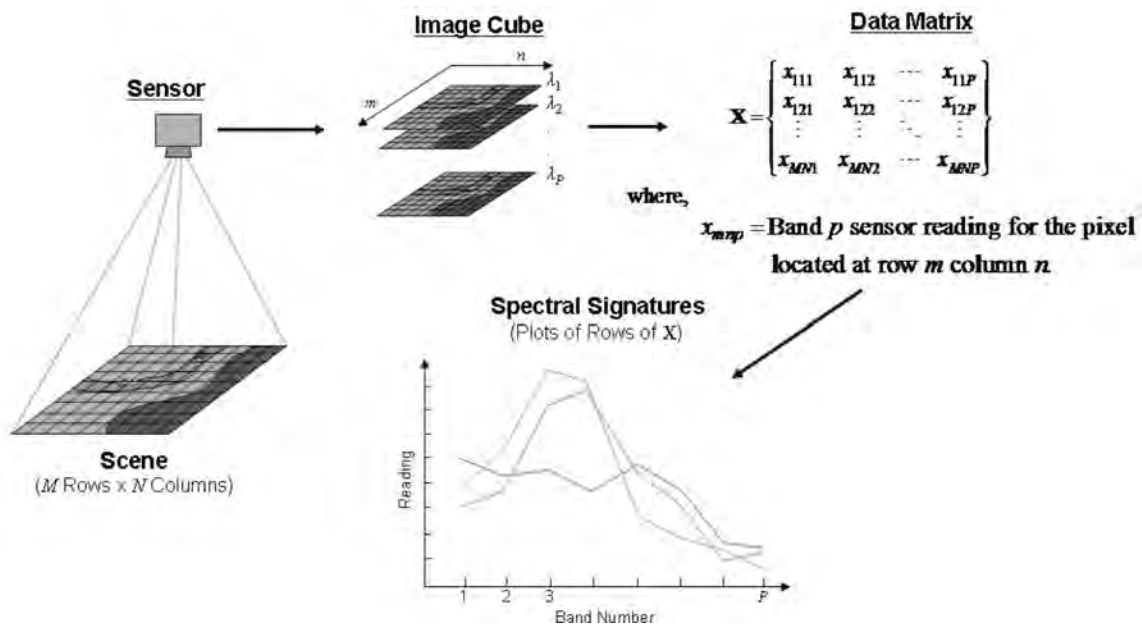 Sensor
Image Cube
n
m
λ1
λ2
λP
Data Matrix
X = { x111 x112 ... x11P
x121 x122 ... x12P
⋮ ⋮ ⋱ ⋮
xMN1 xMN2 ... xMNP }
where,
xmnp = Band p sensor reading for the pixel
located at row m column n
Scene
(M Rows x N Columns)
Spectral Signatures
(Plots of Rows of X)
Reading
1 2 3 P
Band Number